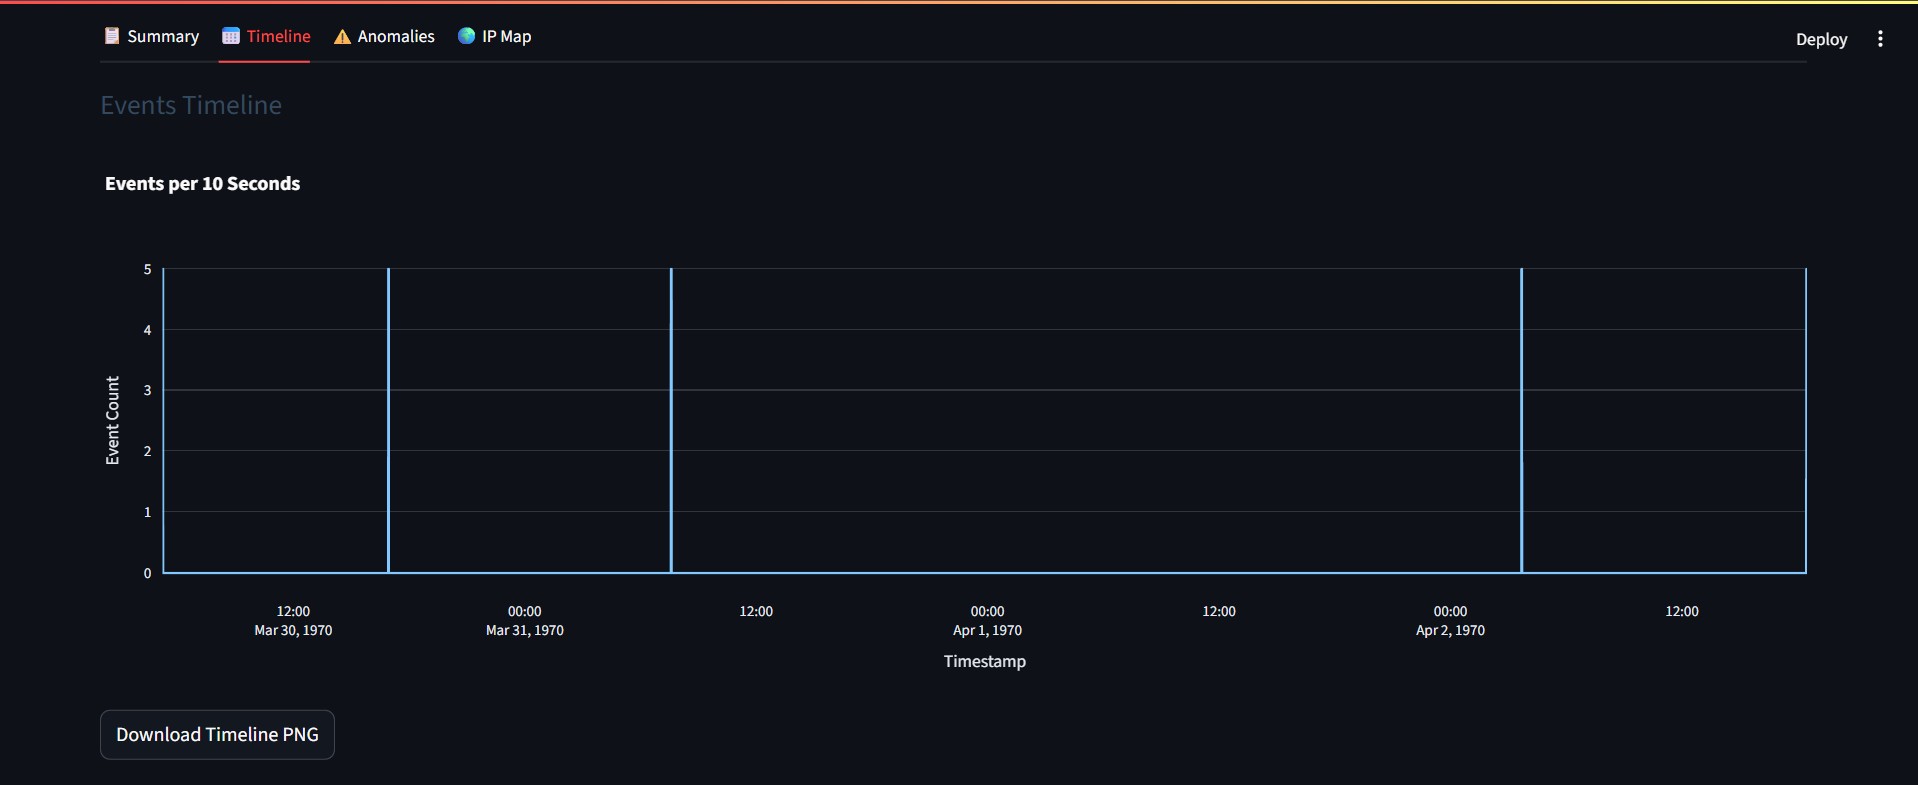 Summary Timeline Anomalies IP Map Deploy
Events Timeline
Events per 10 Seconds
5
4
3
2
1
0
Event Count
12:00 00:00 12:00 00:00 12:00 00:00 12:00
Mar 30, 1970 Mar 31, 1970 Apr 1, 1970 Apr 2, 1970
Timestamp
Download Timeline PNG